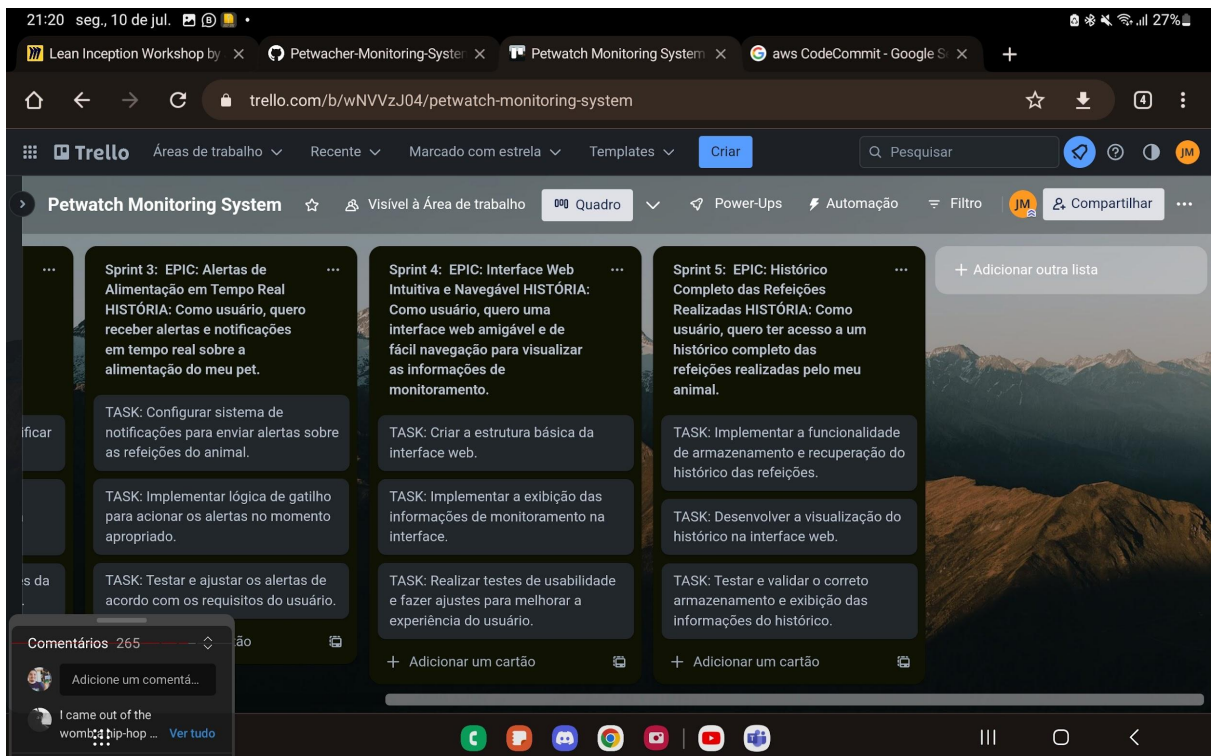 21:20 seg., 10 de jul.
27%
Lean Inception Workshop by
Petwacher-Monitoring-System
Petwatch Monitoring System
aws CodeCommit - Google S
trello.com/b/wNVVzJ04/petwatch-monitoring-system
4
Trello
Áreas de trabalho
Recente
Marcado com estrela
Templates
Criar
Pesquisar
JM
Petwatch Monitoring System
Visível à Área de trabalho
Quadro
Power-Ups
Automação
Filtro
JM
Compartilhar
ificar
s da
Sprint 3: EPIC: Alertas de
Alimentação em Tempo Real
HISTÓRIA: Como usuário, quero
receber alertas e notificações
em tempo real sobre a
alimentação do meu pet.
TASK: Configurar sistema de
notificações para enviar alertas sobre
as refeições do animal.
TASK: Implementar lógica de gatilho
para acionar os alertas no momento
apropriado.
TASK: Testar e ajustar os alertas de
acordo com os requisitos do usuário.
ão
Sprint 4: EPIC: Interface Web
Intuitiva e Navegável HISTÓRIA:
Como usuário, quero uma
interface web amigável e de
fácil navegação para visualizar
as informações de
monitoramento.
TASK: Criar a estrutura básica da
interface web.
TASK: Implementar a exibição das
informações de monitoramento na
interface.
TASK: Realizar testes de usabilidade
e fazer ajustes para melhorar a
experiência do usuário.
+ Adicionar um cartão
Sprint 5: EPIC: Histórico
Completo das Refeições
Realizadas HISTÓRIA: Como
usuário, quero ter acesso a um
histórico completo das
refeições realizadas pelo meu
animal.
TASK: Implementar a funcionalidade
de armazenamento e recuperação do
histórico das refeições.
TASK: Desenvolver a visualização do
histórico na interface web.
TASK: Testar e validar o correto
armazenamento e exibição das
informações do histórico.
+ Adicionar um cartão
+ Adicionar outra lista
Comentários 265
Adicione um comentá...
I came out of the
womb a hip-hop ... Ver tudo